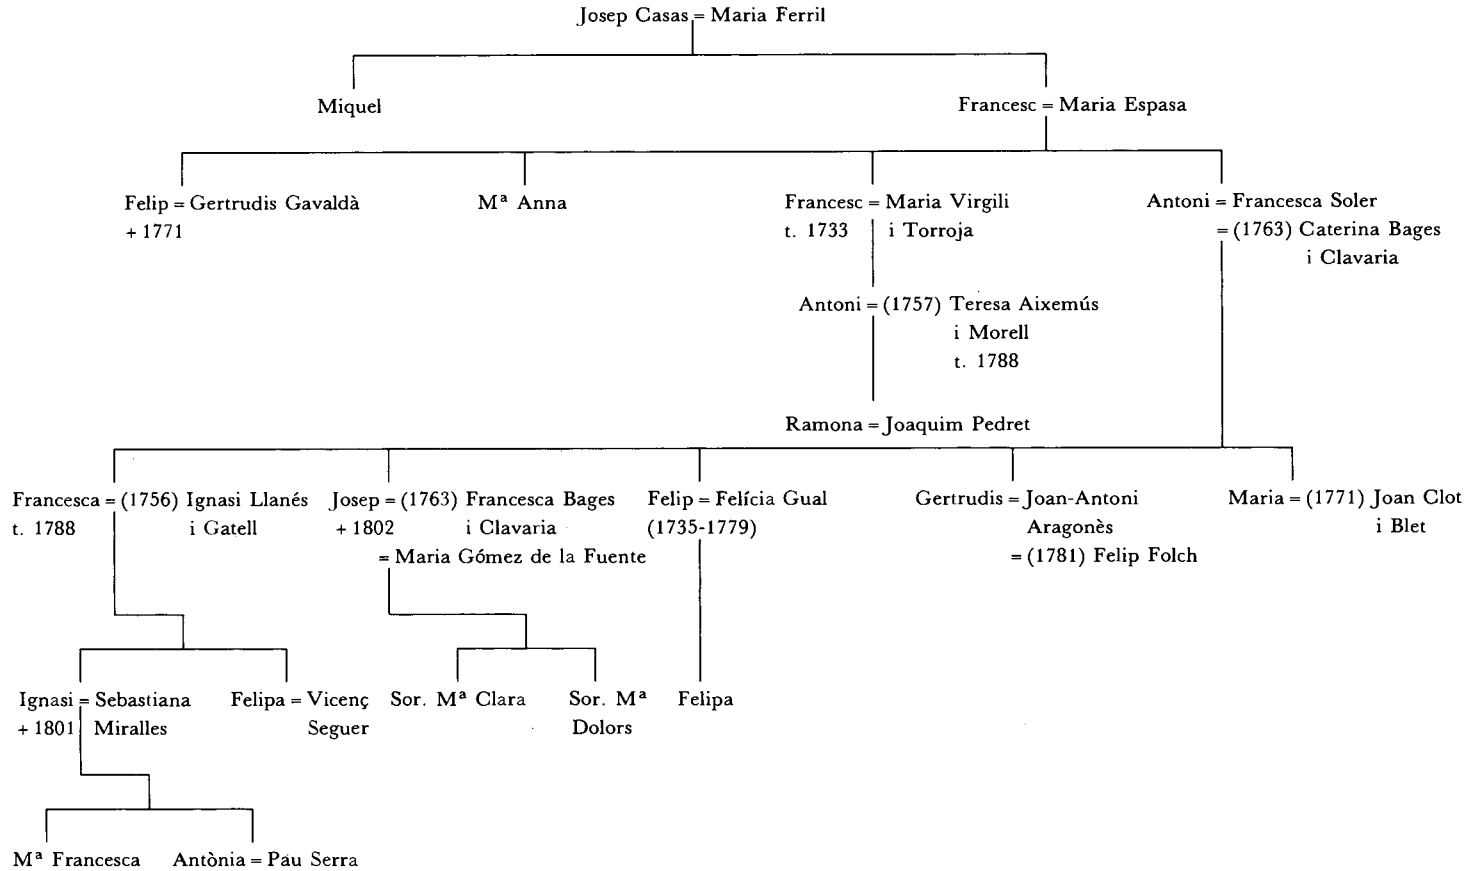 Josep Casas = Maria Ferril
Miquel
Francesc = Maria Espasa
Felip = Gertrudis Gavaldà
+ 1771
Mª Anna
Francesc = Maria Virgili
t. 1733 i Torroja
Antoni = Francesca Soler
= (1763) Caterina Bages
i Clavaria
Antoni = (1757) Teresa Aixemús
i Morell
t. 1788
Ramona = Joaquim Pedret
Francesca = (1756) Ignasi Llanés
t. 1788 i Gatell
Josep = (1763) Francesca Bages
+ 1802 i Clavaria
= Maria Gómez de la Fuente
Felip = Felícia Gual
(1735-1779)
Gertrudis = Joan-Antoni
Aragonès
= (1781) Felip Folch
Maria = (1771) Joan Clot
i Blet
Ignasi = Sebastiana
+ 1801 Miralles
Felipa = Vicenç
Seguer
Sor. Mª Clara
Sor. Mª
Dolors
Felipa
Mª Francesca
Antònia = Pau Serra